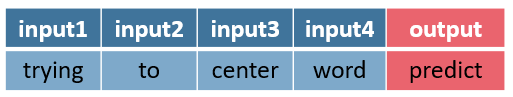 input1 input2 input3 input4 output
trying to center word predict